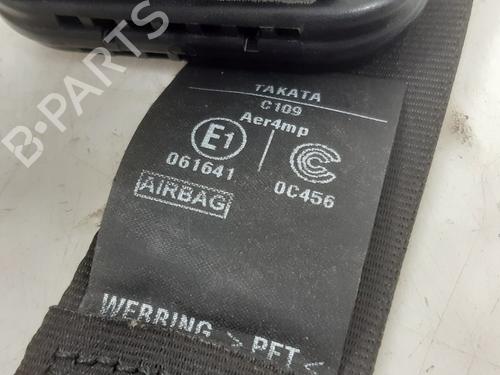 TAKATA
C109
Aer4mp
E1
061641
C
0C456
AIRBAG
WEBBING > PET <
B-PARTS